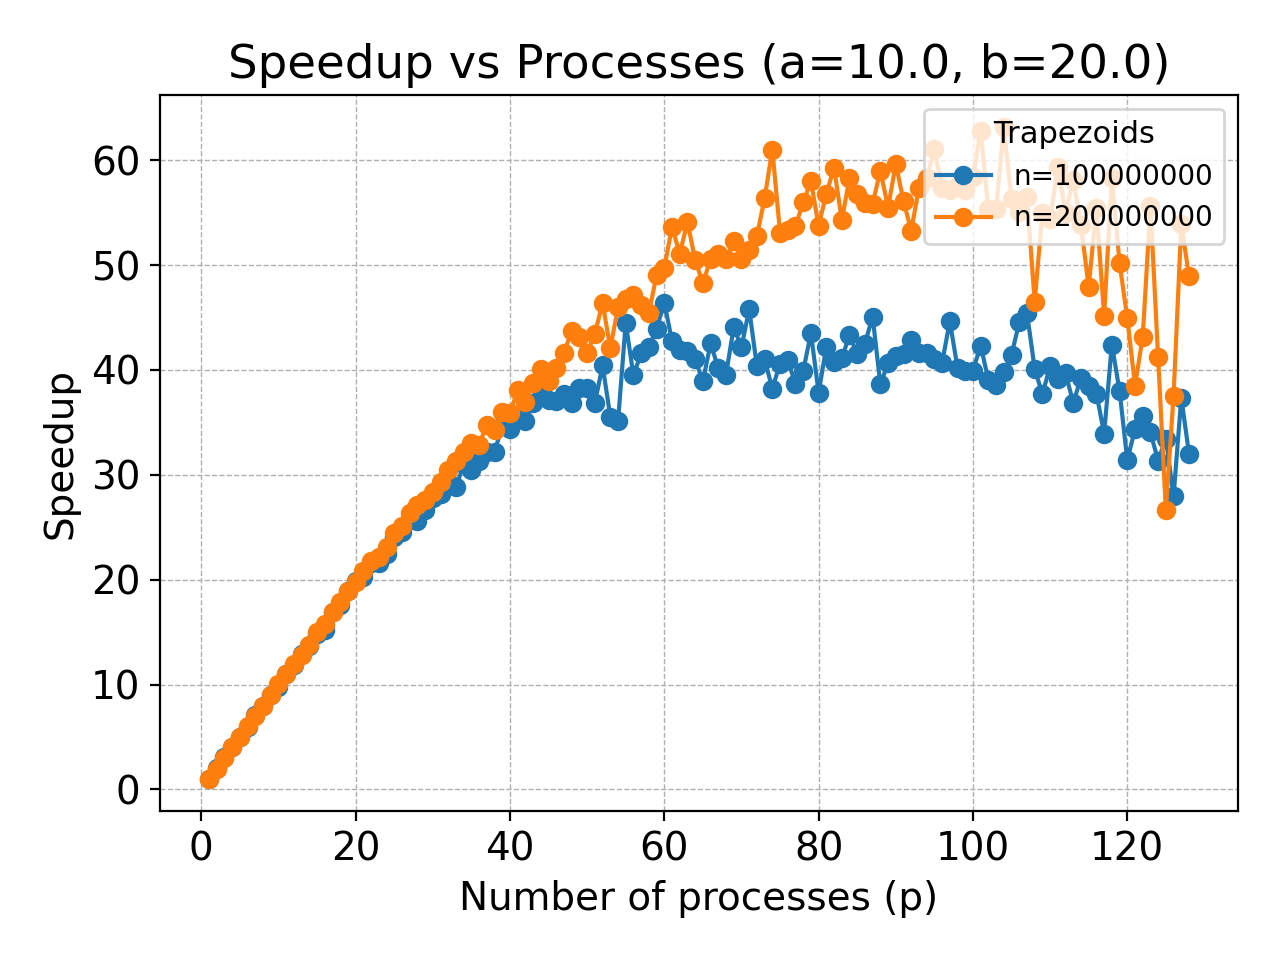 Speedup vs Processes (a=10.0, b=20.0)
Trapezoids
n=100000000
n=200000000
60
50
40
30
20
10
0
Speedup
0 20 40 60 80 100 120
Number of processes (p)